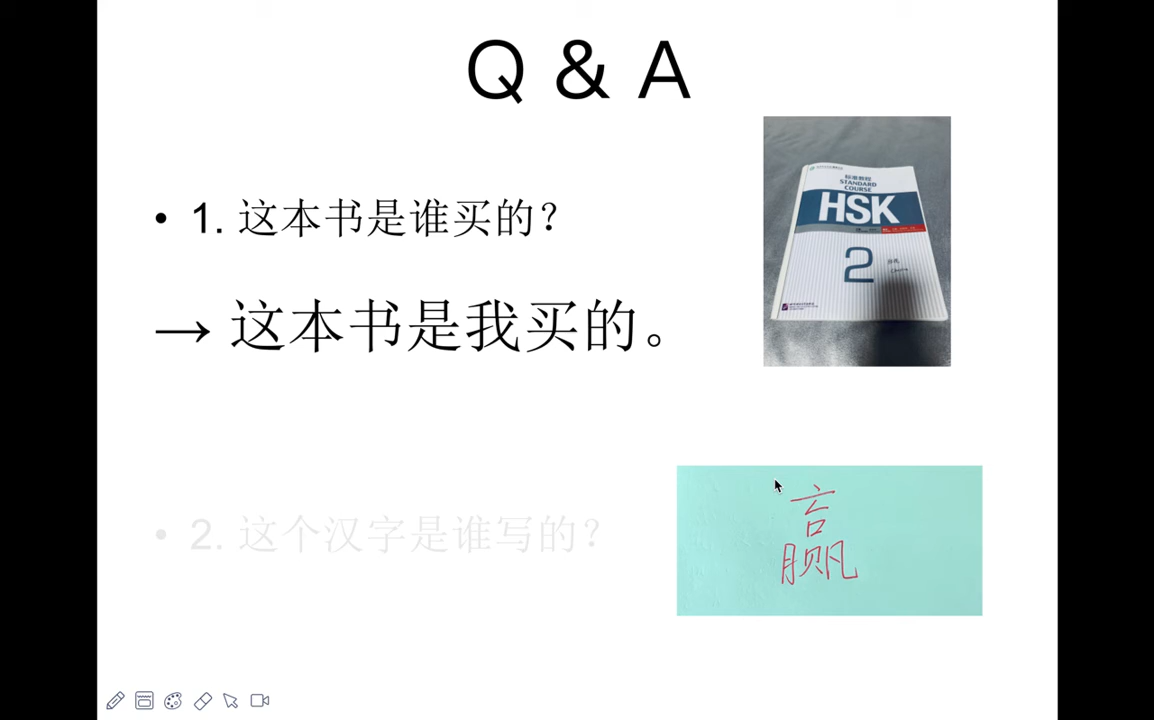 Q & A
• 1. 这本书是谁买的？
→ 这本书是我买的。
标准教程
STANDARD
COURSE
HSK
2
• 2. 这个汉字是谁写的？
赢